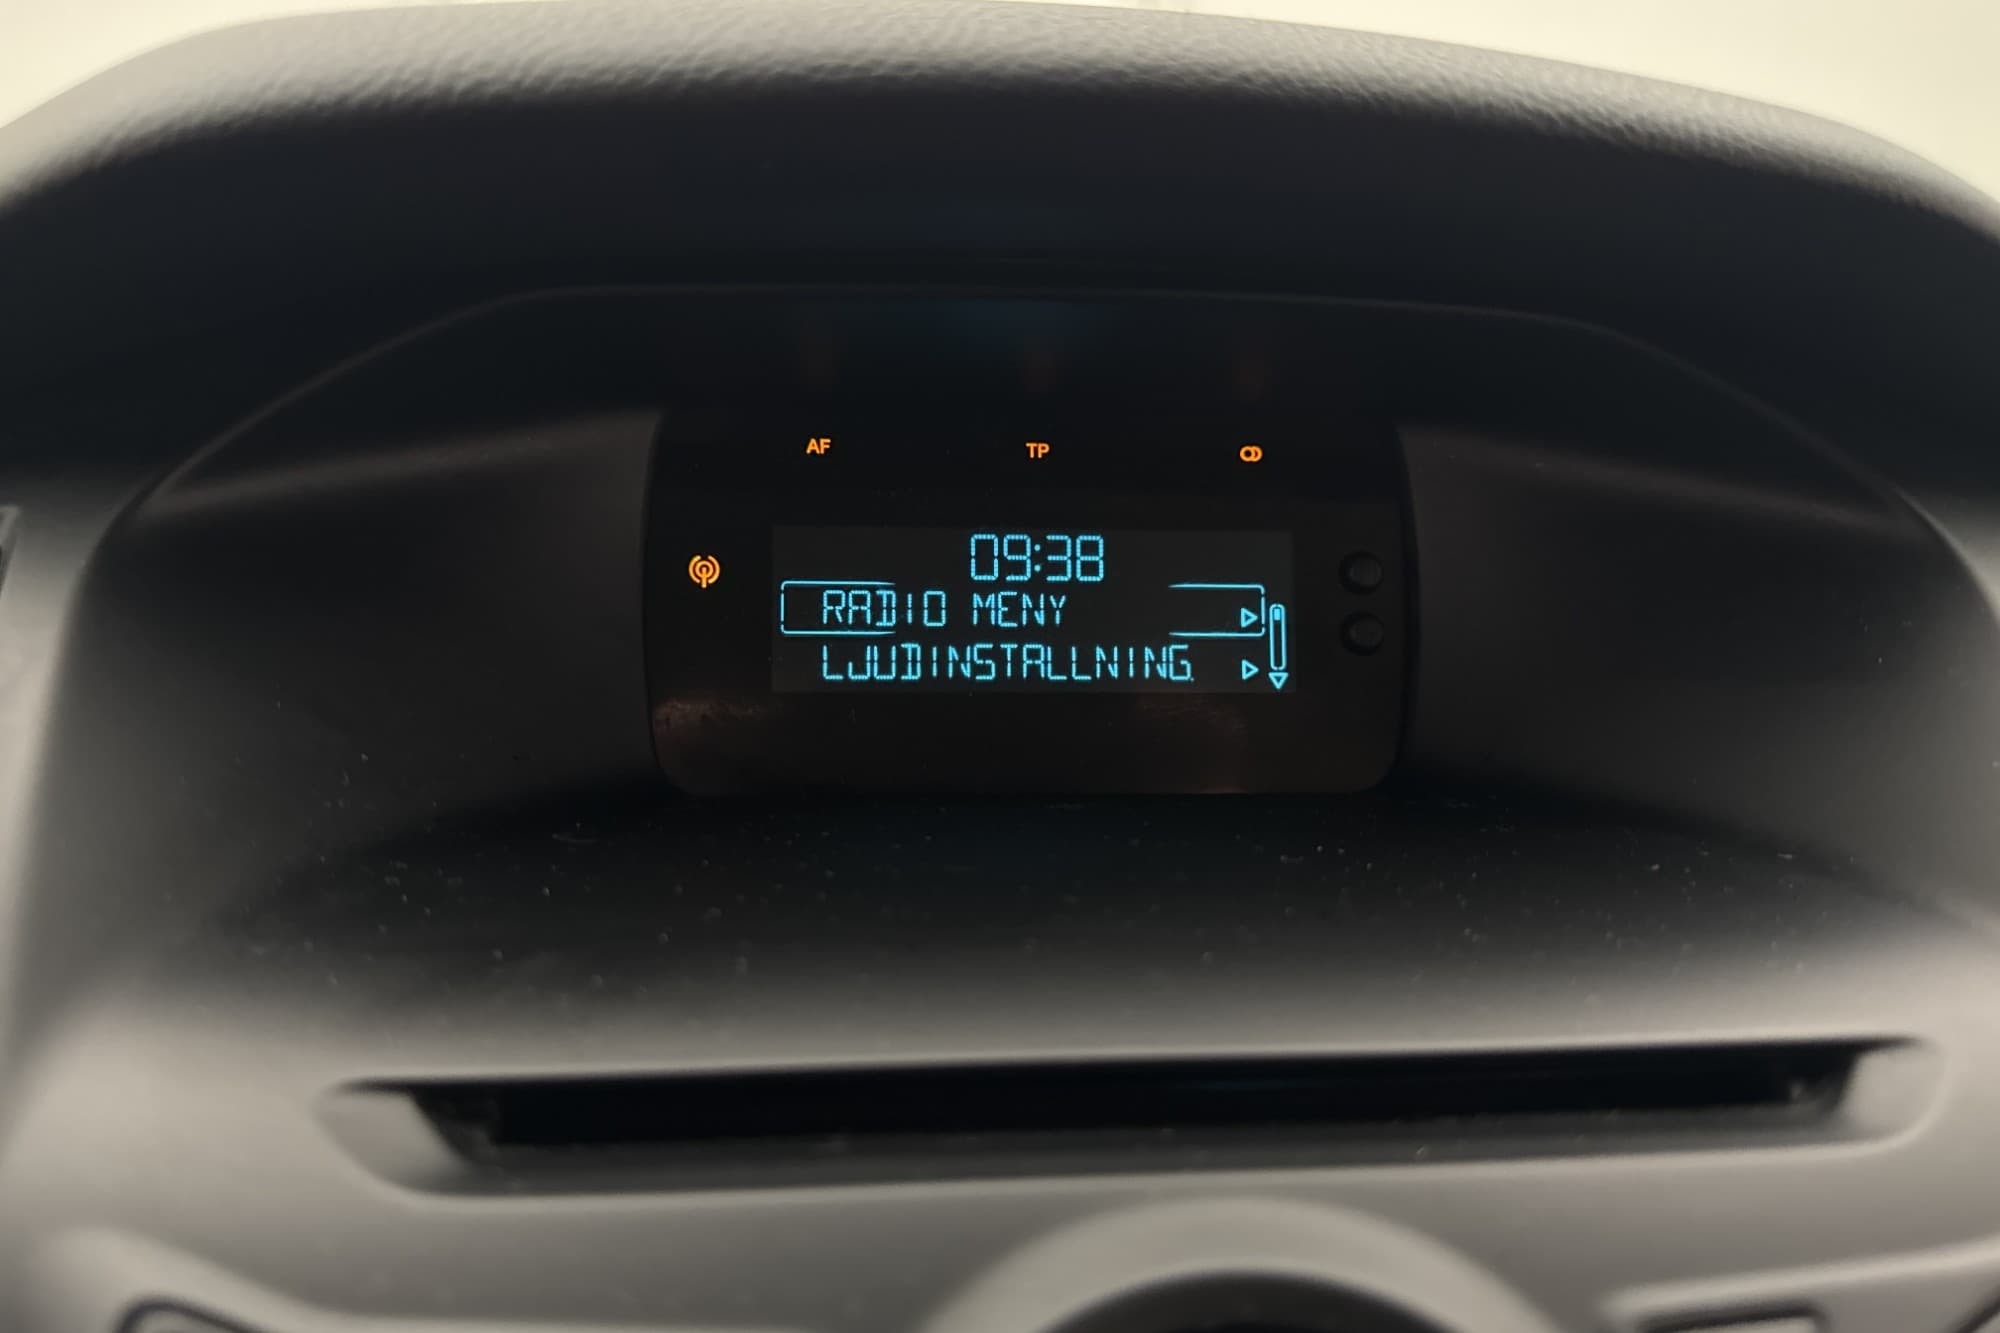 AF TP
09:38
RADIO MENY
LJUDINSTALLNING.